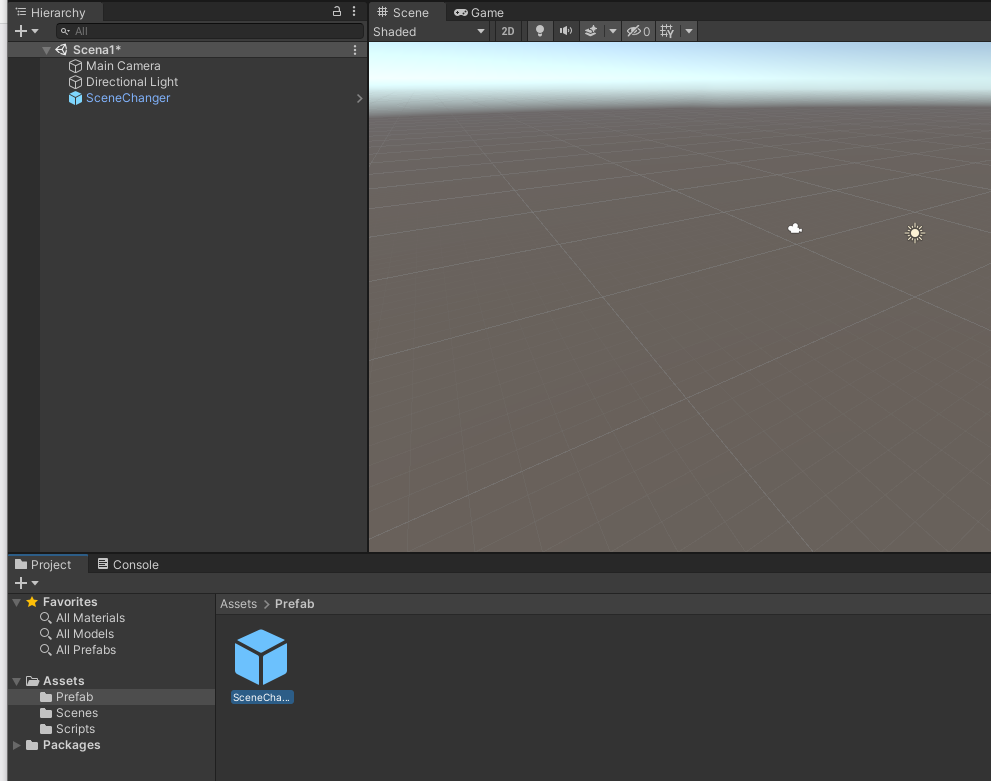 Hierarchy
All
Scena1*
Main Camera
Directional Light
SceneChanger
Scene Game
Shaded 2D 0
Project Console
Favorites
All Materials
All Models
All Prefabs
Assets
Prefab
Scenes
Scripts
Packages
Assets > Prefab
SceneCha...